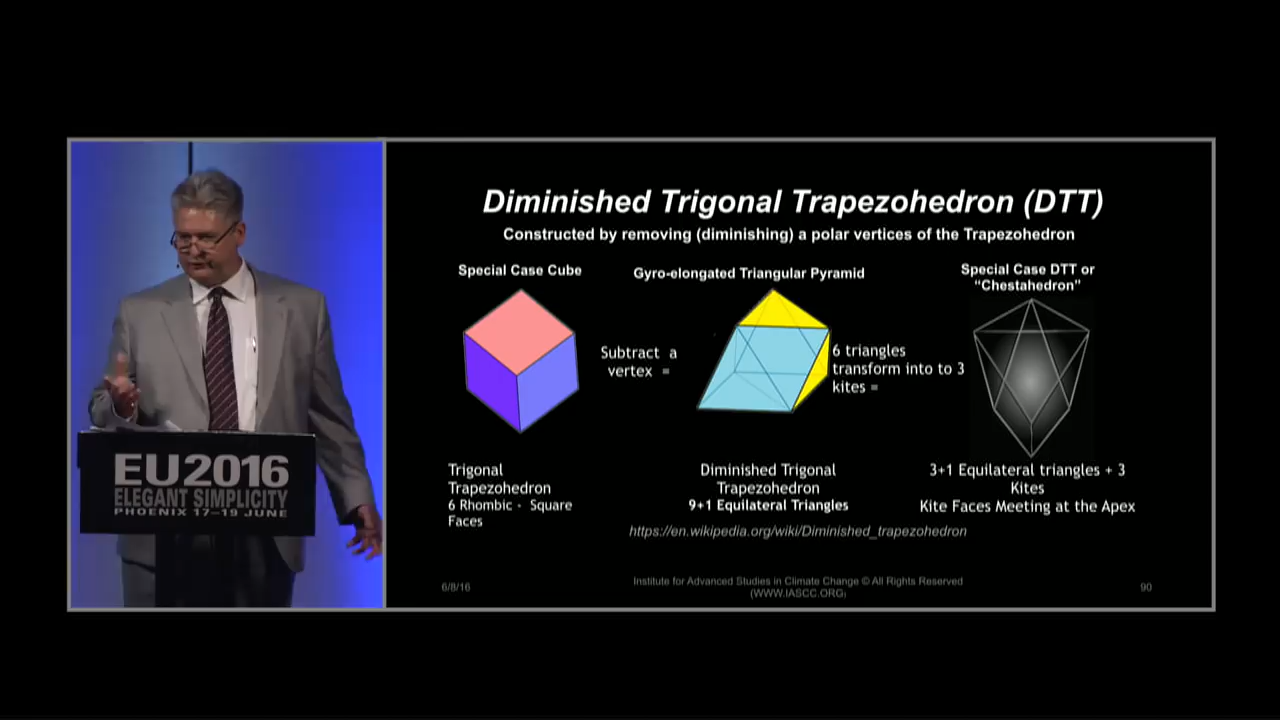 Diminished Trigonal Trapezohedron (DTT)
Constructed by removing (diminishing) a polar vertices of the Trapezohedron
Special Case Cube
Gyro-elongated Triangular Pyramid
Special Case DTT or
“Chestahedron”
Subtract a
vertex =
6 triangles
transform into to 3
kites =
Trigonal
Trapezohedron
6 Rhombic - Square
Faces
Diminished Trigonal
Trapezohedron
9+1 Equilateral Triangles
3+1 Equilateral triangles + 3
Kites
Kite Faces Meeting at the Apex
https://en.wikipedia.org/wiki/Diminished_trapezohedron
6/8/16
Institute for Advanced Studies in Climate Change © All Rights Reserved
(WWW.IASCC.ORG)
90
EU2016
ELEGANT SIMPLICITY
PHOENIX 17–19 JUNE